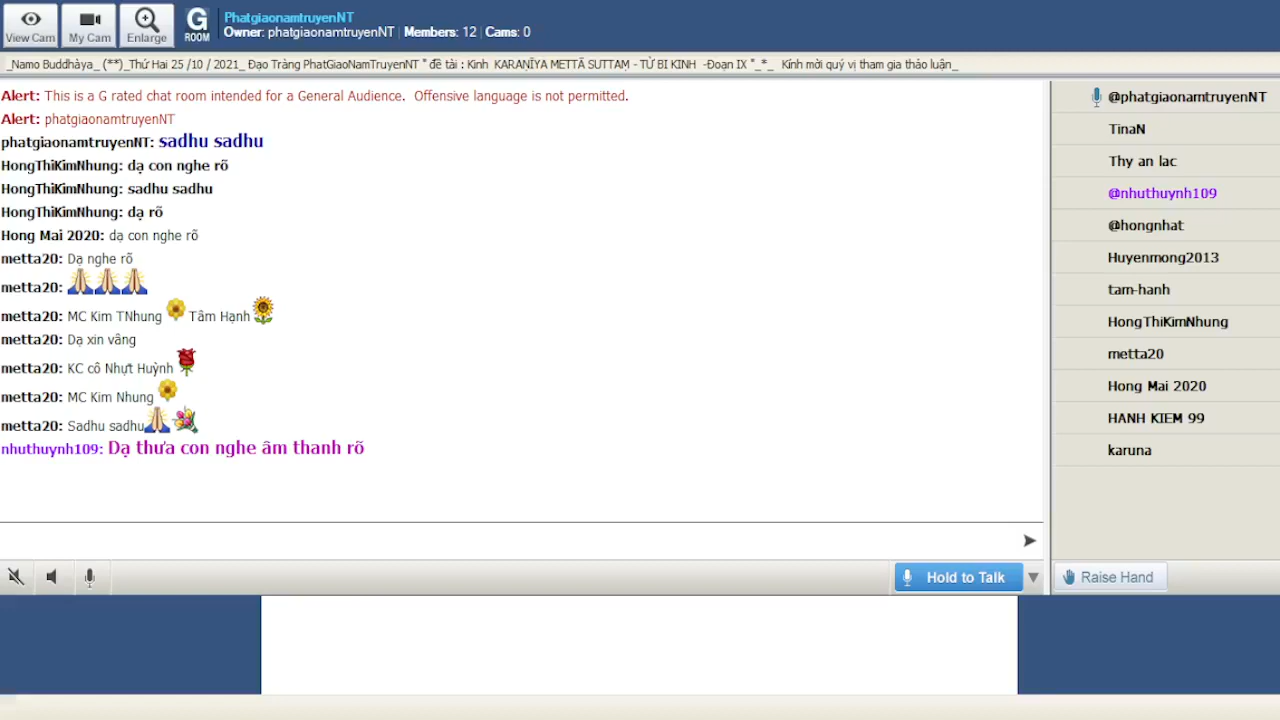 View Cam
My Cam
Enlarge
G
ROOM
PhatgiaonamtruyenNT
Owner: phatgiaonamtruyenNT | Members: 12 | Cams: 0
_Namo Buddhàya_ (**)_Thứ Hai 25 /10 / 2021_ Đạo Tràng PhatGiaoNamTruyenNT " đề tài : Kinh KARAṆĪYA METTĀ SUTTAṂ - TỪ BI KINH -Đoạn IX "_*_ Kính mời quý vị tham gia thảo luận_
Alert: This is a G rated chat room intended for a General Audience. Offensive language is not permitted.
Alert: phatgiaonamtruyenNT
phatgiaonamtruyenNT: sadhu sadhu
HongThiKimNhung: dạ con nghe rõ
HongThiKimNhung: sadhu sadhu
HongThiKimNhung: dạ rõ
Hong Mai 2020: dạ con nghe rõ
metta20: Dạ nghe rõ
metta20: 
metta20: MC Kim TNhung Tâm Hạnh
metta20: Dạ xin vâng
metta20: KC cô Nhựt Huỳnh
metta20: MC Kim Nhung
metta20: Sadhu sadhu
nhuthuynh109: Dạ thưa con nghe âm thanh rõ
@phatgiaonamtruyenNT
TinaN
Thy an lac
@nhuthuynh109
@hongnhat
Huyenmong2013
tam-hanh
HongThiKimNhung
metta20
Hong Mai 2020
HANH KIEM 99
karuna
Hold to Talk
Raise Hand